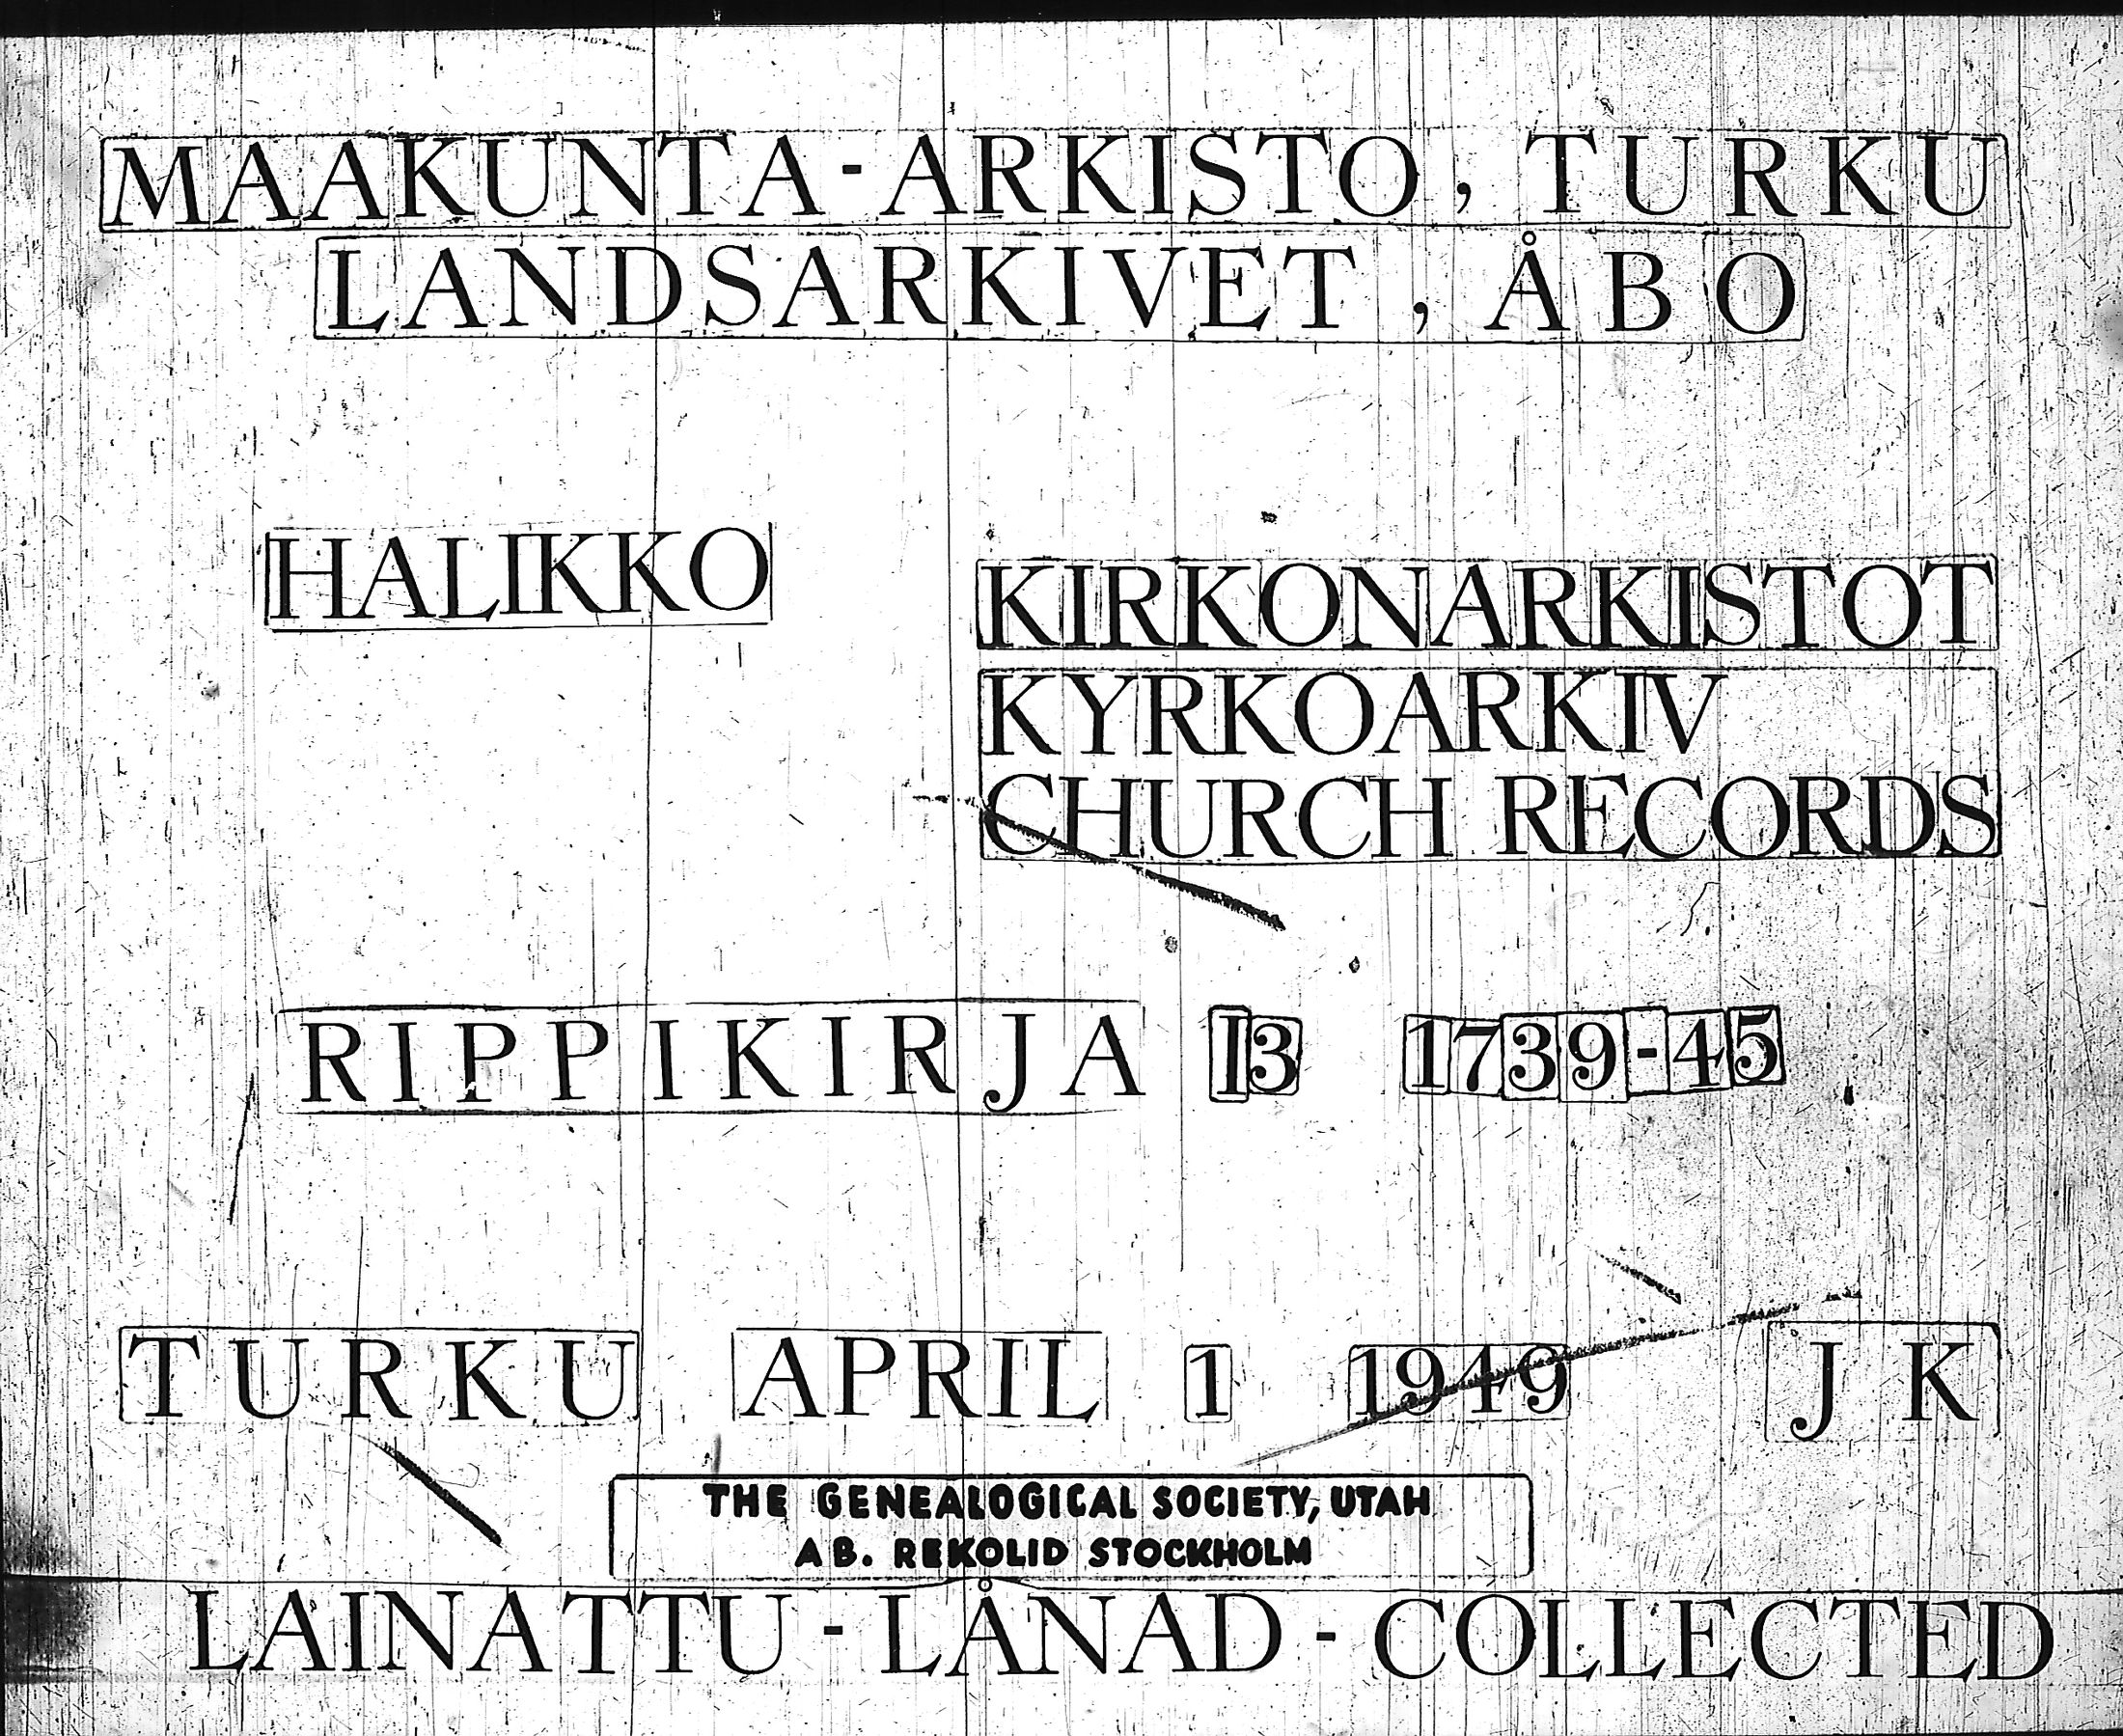 MAAKUNTA-ARKISTO, TURKU
LANDSARKIVET, ÅBO
HALIKKO
KIRKONARKISTOT
KYRKOARKIV
CHURCH RECORDS
RIPPIKIRJA I3 1739-45
TURKU APRIL 1 1949 J K
THE GENEALOGICAL SOCIETY, UTAH
AB. REKOLID STOCKHOLM
LAINATTU - LÅNAD - COLLECTED